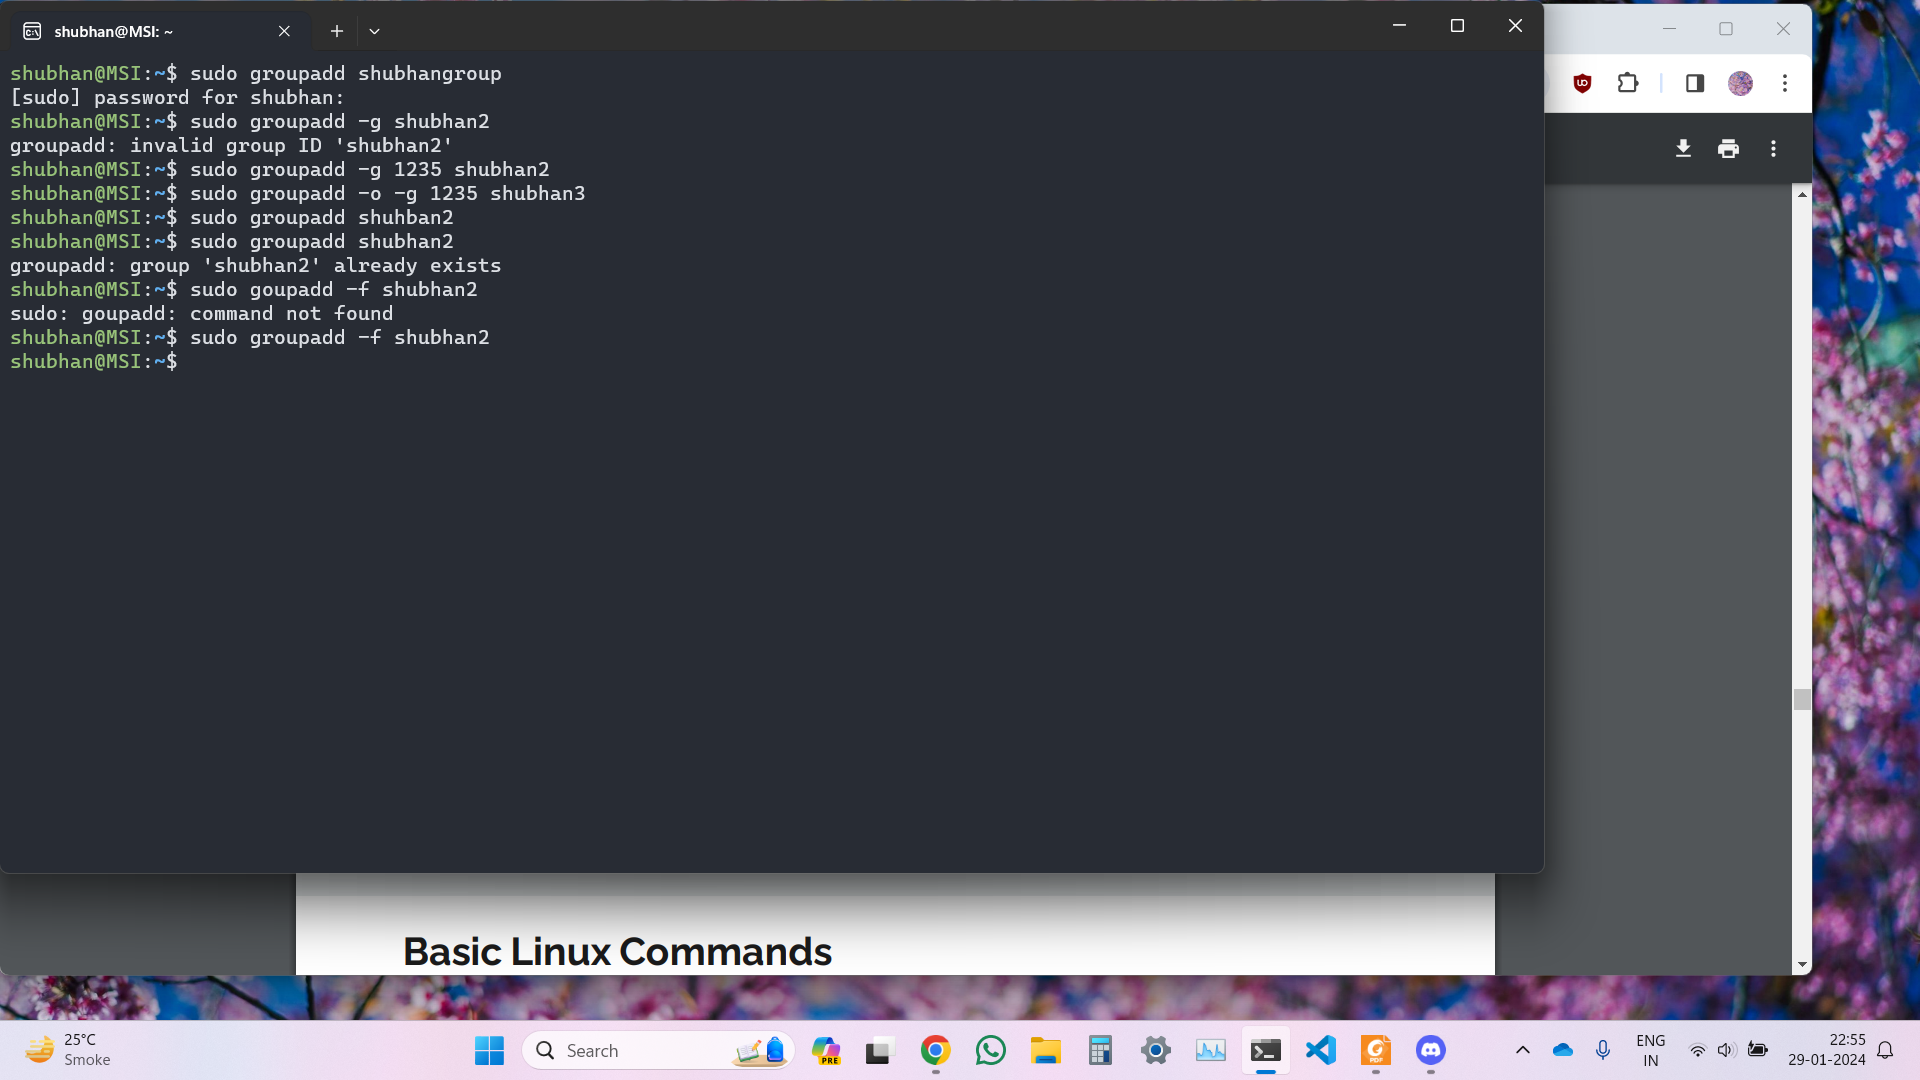 shubhan@MSI: ~
shubhan@MSI:~$ sudo groupadd shubhangroup
[sudo] password for shubhan:
shubhan@MSI:~$ sudo groupadd -g shubhan2
groupadd: invalid group ID 'shubhan2'
shubhan@MSI:~$ sudo groupadd -g 1235 shubhan2
shubhan@MSI:~$ sudo groupadd -o -g 1235 shubhan3
shubhan@MSI:~$ sudo groupadd shuhban2
shubhan@MSI:~$ sudo groupadd shubhan2
groupadd: group 'shubhan2' already exists
shubhan@MSI:~$ sudo goupadd -f shubhan2
sudo: goupadd: command not found
shubhan@MSI:~$ sudo groupadd -f shubhan2
shubhan@MSI:~$
Basic Linux Commands
25°C
Smoke
Search
PRE
PDF
ENG
IN
22:55
29-01-2024